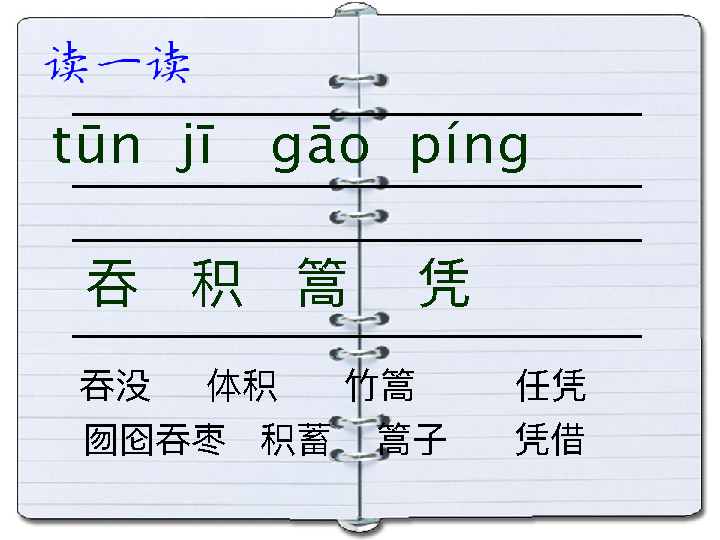 读一读
tūn jī gāo píng
吞 积 篙 凭
吞没 体积 竹篙 任凭
囫囵吞枣 积蓄 篙子 凭借